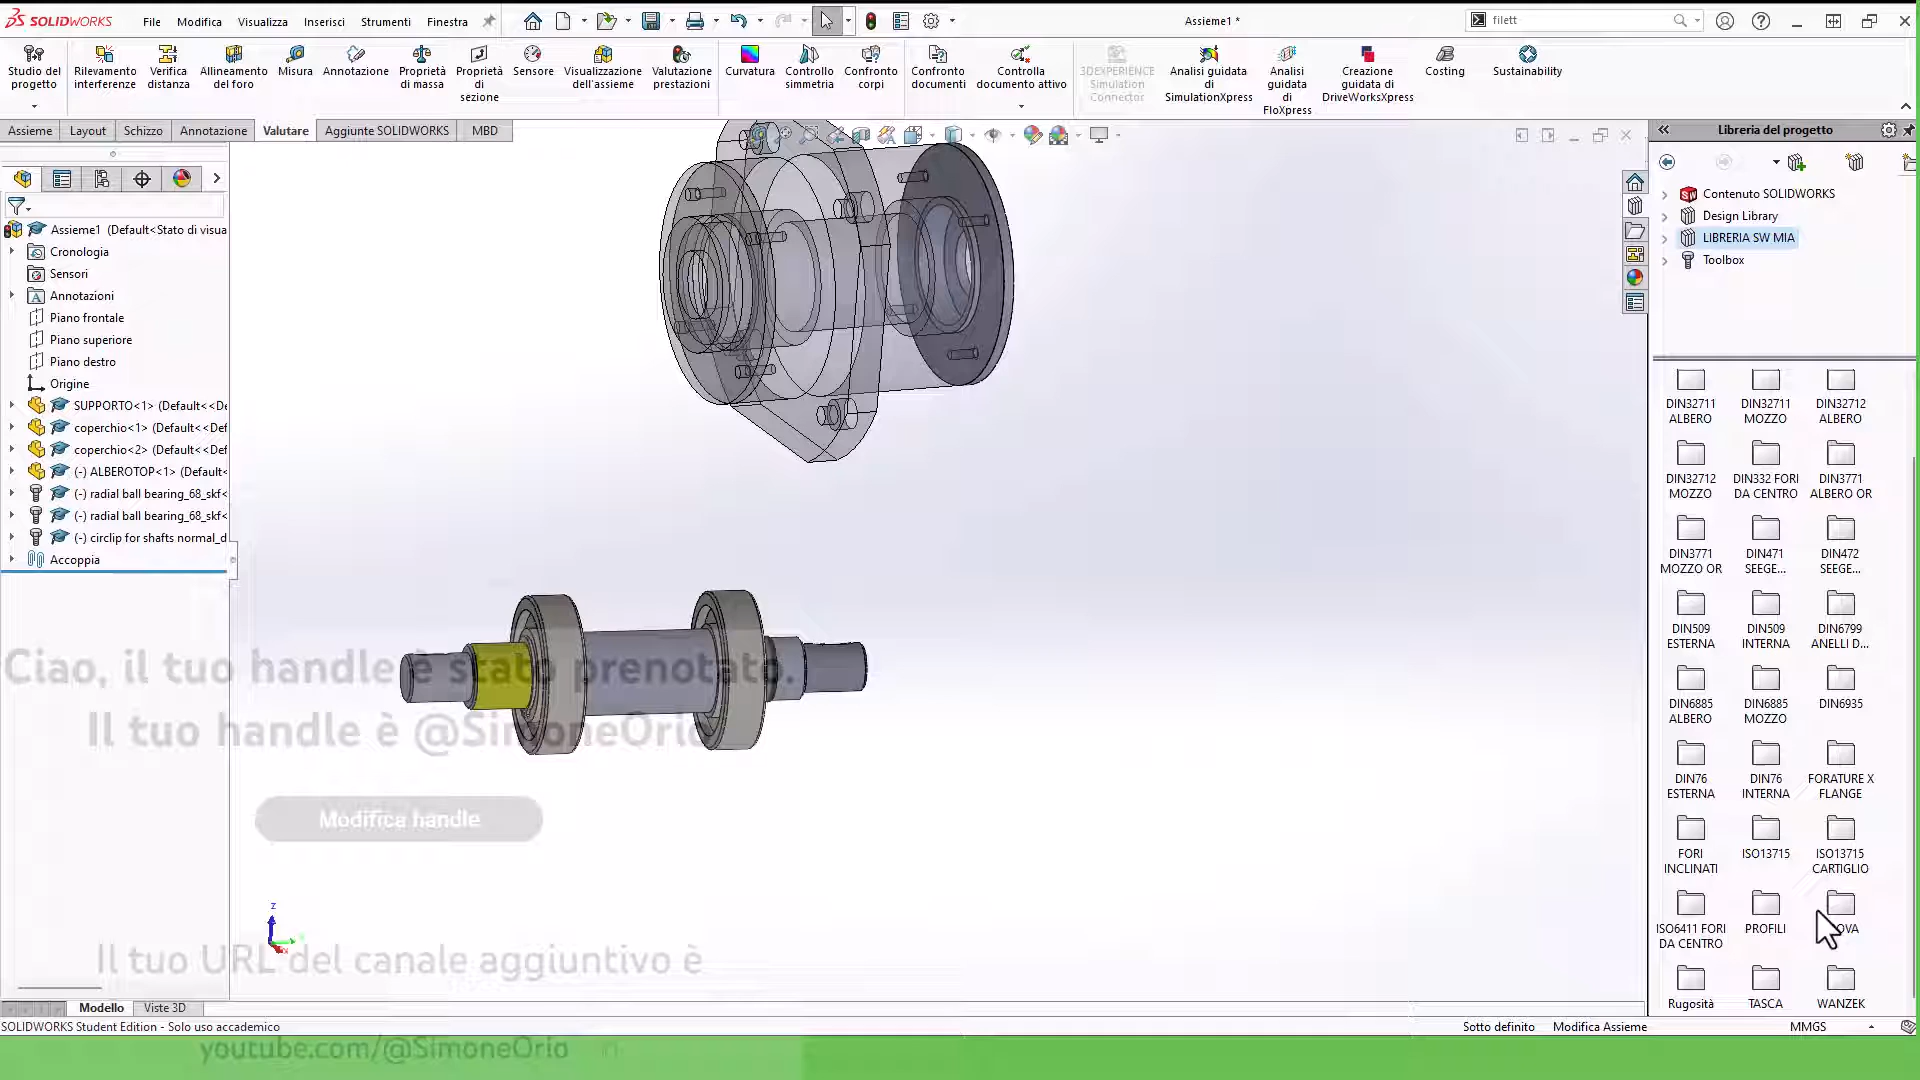 SOLIDWORKS
File Modifica Visualizza Inserisci Strumenti Finestra
Assieme1 *
filett
Studio del progetto
Rilevamento interferenze
Verifica distanza
Allineamento del foro
Misura
Annotazione
Proprietà di massa
Proprietà di sezione
Sensore
Visualizzazione dell'assieme
Valutazione prestazioni
Curvatura
Controllo simmetria
Confronto corpi
Confronto documenti
Controlla documento attivo
3DEXPERIENCE Simulation Connector
Analisi guidata di SimulationXpress
Analisi guidata di FloXpress
Creazione guidata di DriveWorksXpress
Costing
Sustainability
Assieme Layout Schizzo Annotazione Valutare Aggiunte SOLIDWORKS MBD
Assieme1 (Default<Stato di visua
Cronologia
Sensori
Annotazioni
Piano frontale
Piano superiore
Piano destro
Origine
SUPPORTO<1> (Default<<De
coperchio<1> (Default<<Def
coperchio<2> (Default<<Def
(-) ALBEROTOP<1> (Default<
(-) radial ball bearing_68_skf<
(-) radial ball bearing_68_skf<
(-) circlip for shafts normal_d
Accoppia
Ciao, il tuo handle è stato prenotato.
Il tuo handle è @SimoneOrio
Modifica handle
Il tuo URL del canale aggiuntivo è
youtube.com/@SimoneOrio
Z
Libreria del progetto
Contenuto SOLIDWORKS
Design Library
LIBRERIA SW MIA
Toolbox
DIN32711 ALBERO
DIN32711 MOZZO
DIN32712 ALBERO
DIN32712 MOZZO
DIN332 FORI DA CENTRO
DIN3771 ALBERO OR
DIN3771 MOZZO OR
DIN471 SEEGE...
DIN472 SEEGE...
DIN509 ESTERNA
DIN509 INTERNA
DIN6799 ANELLI D...
DIN6885 ALBERO
DIN6885 MOZZO
DIN6935
DIN76 ESTERNA
DIN76 INTERNA
FORATURE X FLANGE
FORI INCLINATI
ISO13715
ISO13715 CARTIGLIO
ISO6411 FORI DA CENTRO
PROFILI
OVA
Rugosità
TASCA
WANZEK
Modello Viste 3D
SOLIDWORKS Student Edition - Solo uso accademico
Sotto definito Modifica Assieme MMGS